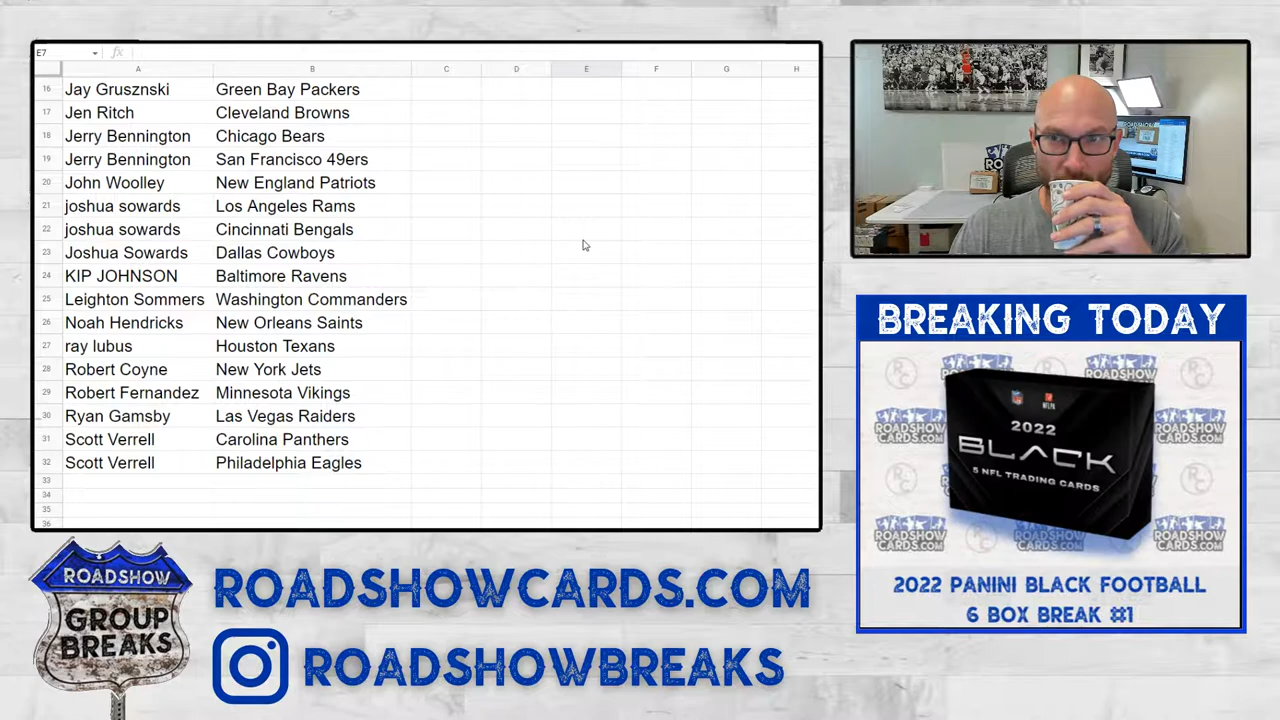 E7
fx
A B C D E F G H
16 Jay Grusznski Green Bay Packers
17 Jen Ritch Cleveland Browns
18 Jerry Bennington Chicago Bears
19 Jerry Bennington San Francisco 49ers
20 John Woolley New England Patriots
21 joshua sowards Los Angeles Rams
22 joshua sowards Cincinnati Bengals
23 Joshua Sowards Dallas Cowboys
24 KIP JOHNSON Baltimore Ravens
25 Leighton Sommers Washington Commanders
26 Noah Hendricks New Orleans Saints
27 ray lubus Houston Texans
28 Robert Coyne New York Jets
29 Robert Fernandez Minnesota Vikings
30 Ryan Gamsby Las Vegas Raiders
31 Scott Verrell Carolina Panthers
32 Scott Verrell Philadelphia Eagles
33
34
35
36
ROADSHOW
GROUP
BREAKS
ROADSHOWCARDS.COM
ROADSHOWBREAKS
ROADSHOW
BREAKING TODAY
ROADSHOW
CARDS.COM
2022
BLACK
5 NFL TRADING CARDS
2022 PANINI BLACK FOOTBALL
6 BOX BREAK #1